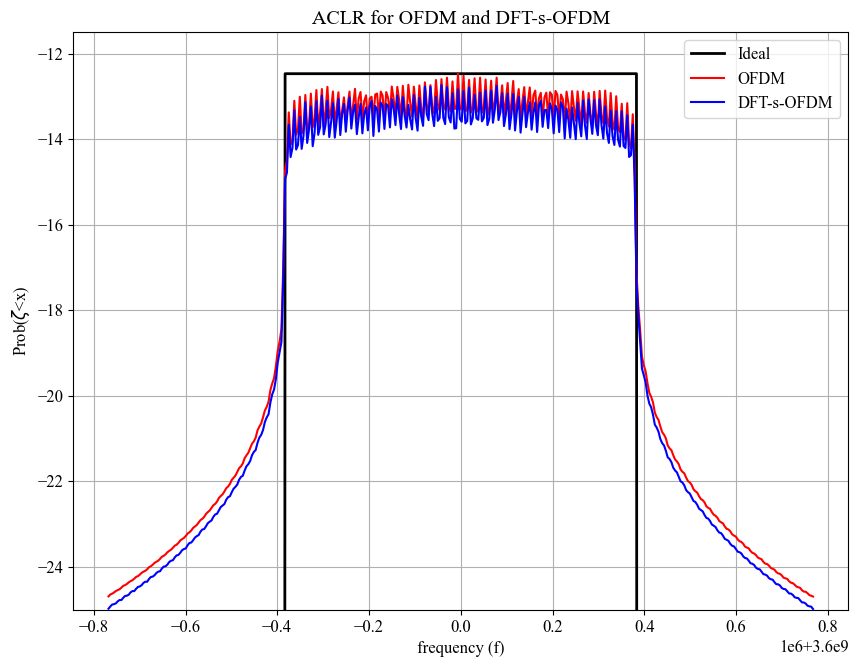 ACLR for OFDM and DFT-s-OFDM
Ideal
OFDM
DFT-s-OFDM
−12
−14
−16
−18
−20
−22
−24
Prob(ζ<x)
−0.8 −0.6 −0.4 −0.2 0.0 0.2 0.4 0.6 0.8
frequency (f)
1e6+3.6e9